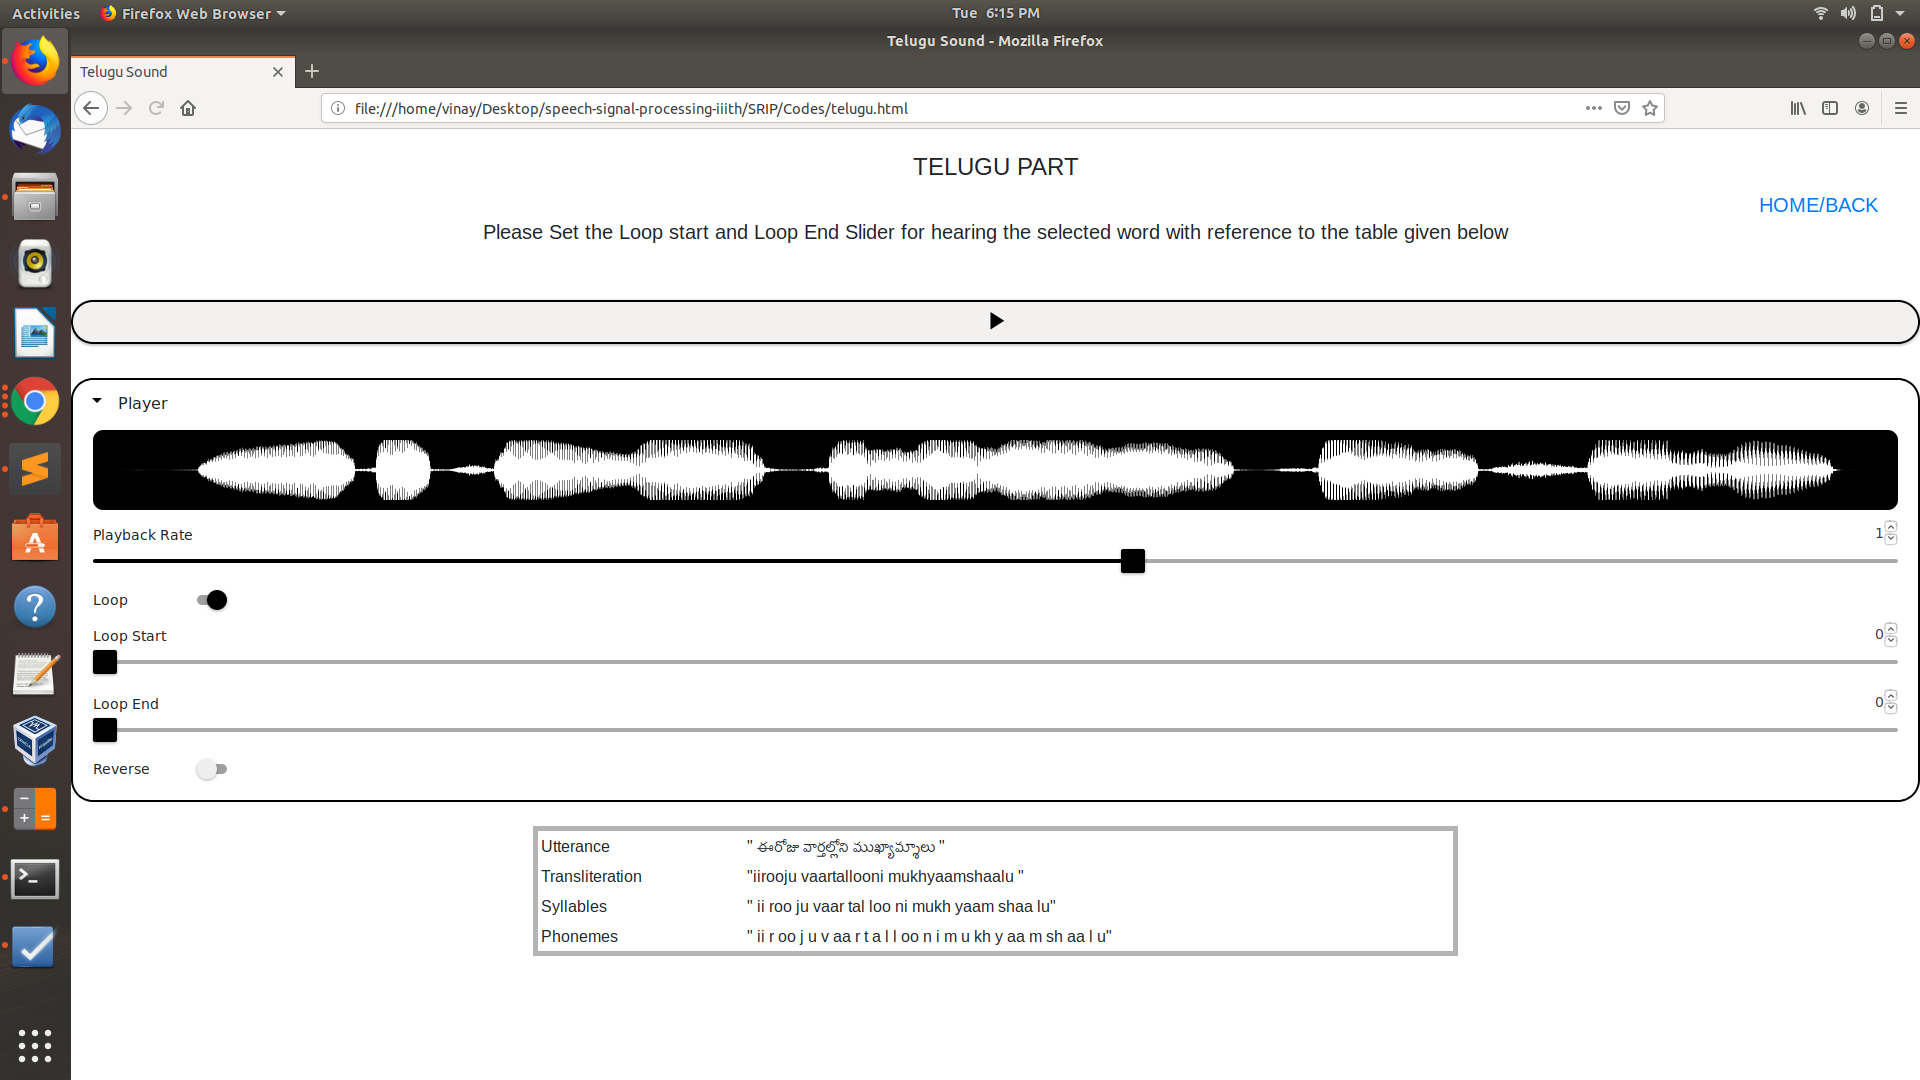 Activities Firefox Web Browser Tue 6:15 PM
Telugu Sound - Mozilla Firefox
Telugu Sound
file:///home/vinay/Desktop/speech-signal-processing-iiith/SRIP/Codes/telugu.html
TELUGU PART
HOME/BACK
Please Set the Loop start and Loop End Slider for hearing the selected word with reference to the table given below
Player
Playback Rate 1
Loop
Loop Start 0
Loop End 0
Reverse
Utterance " ఈరోజు వార్తల్లోని ముఖ్యామ్శాలు "
Transliteration "iirooju vaartallooni mukhyaamshaalu "
Syllables " ii roo ju vaar tal loo ni mukh yaam shaa lu"
Phonemes " ii r oo j u v aa r t a l l oo n i m u kh y aa m sh aa l u"